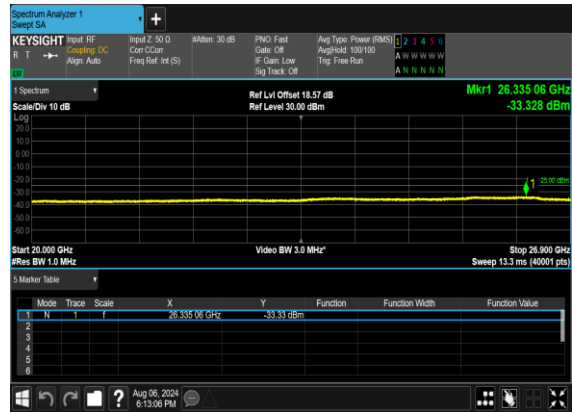 Spectrum Analyzer 1
Swept SA
KEYSIGHT
R T
Input: RF
Coupling: DC
Align: Auto
Input Z: 50 Ω
Corr CCorr
Freq Ref: Int (S)
#Atten: 30 dB
PNO: Fast
Gate: Off
IF Gain: Low
Sig Track: Off
Avg Type: Power (RMS)
Avg|Hold: 100/100
Trig: Free Run
1 2 3 4 5 6
A W W W W W
A N N N N N
1 Spectrum
Scale/Div 10 dB
Ref Lvl Offset 18.57 dB
Ref Level 30.00 dBm
Mkr1 26.335 06 GHz
-33.328 dBm
Log
20.0
10.0
0.00
-10.0
-20.0
-30.0
-40.0
-50.0
-60.0
1
-25.00 dBm
Start 20.000 GHz
#Res BW 1.0 MHz
Video BW 3.0 MHz*
Stop 26.900 GHz
Sweep 13.3 ms (40001 pts)
5 Marker Table
Mode Trace Scale X Y Function Function Width Function Value
1 N 1 f 26.335 06 GHz -33.33 dBm
2
3
4
5
6
?
Aug 06, 2024
6:13:06 PM